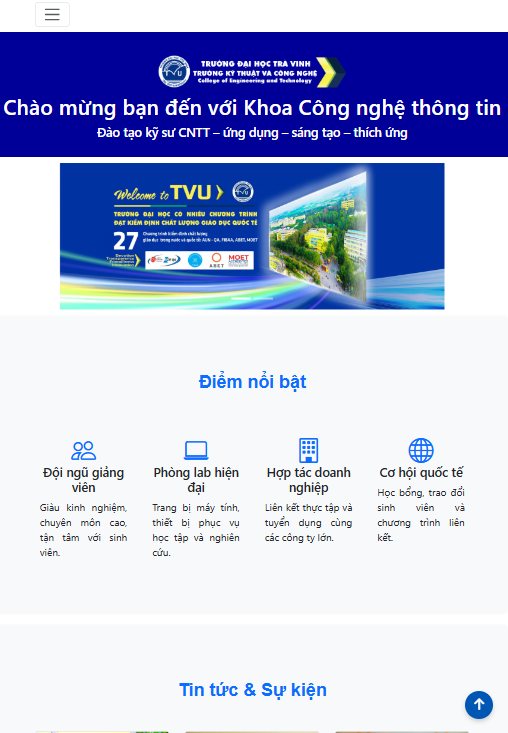 TRƯỜNG ĐẠI HỌC TRÀ VINH
TRƯỜNG KỸ THUẬT VÀ CÔNG NGHỆ
College of Engineering and Technology
TVU
Chào mừng bạn đến với Khoa Công nghệ thông tin
Đào tạo kỹ sư CNTT – ứng dụng – sáng tạo – thích ứng
Welcome to TVU
TRƯỜNG ĐẠI HỌC CÓ NHIỀU CHƯƠNG TRÌNH
ĐẠT KIỂM ĐỊNH CHẤT LƯỢNG GIÁO DỤC QUỐC TẾ
27
Chương trình kiểm định chất lượng
giáo dục trong nước và quốc tế: AUN - QA, FIBAA, ABET, MOET
ABET
MOET
Điểm nổi bật
Đội ngũ giảng
viên
Giàu kinh nghiệm,
chuyên môn cao,
tận tâm với sinh
viên.
Phòng lab hiện
đại
Trang bị máy tính,
thiết bị phục vụ
học tập và nghiên
cứu.
Hợp tác doanh
nghiệp
Liên kết thực tập và
tuyển dụng cùng
các công ty lớn.
Cơ hội quốc tế
Học bổng, trao đổi
sinh viên và
chương trình liên
kết.
Tin tức & Sự kiện